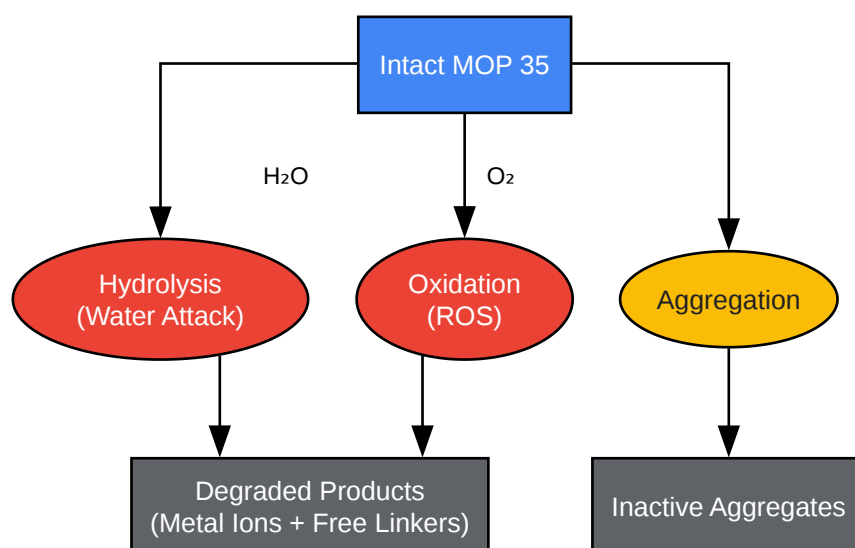 Intact MOP 35
H₂O
O₂
Hydrolysis
(Water Attack)
Oxidation
(ROS)
Aggregation
Degraded Products
(Metal Ions + Free Linkers)
Inactive Aggregates